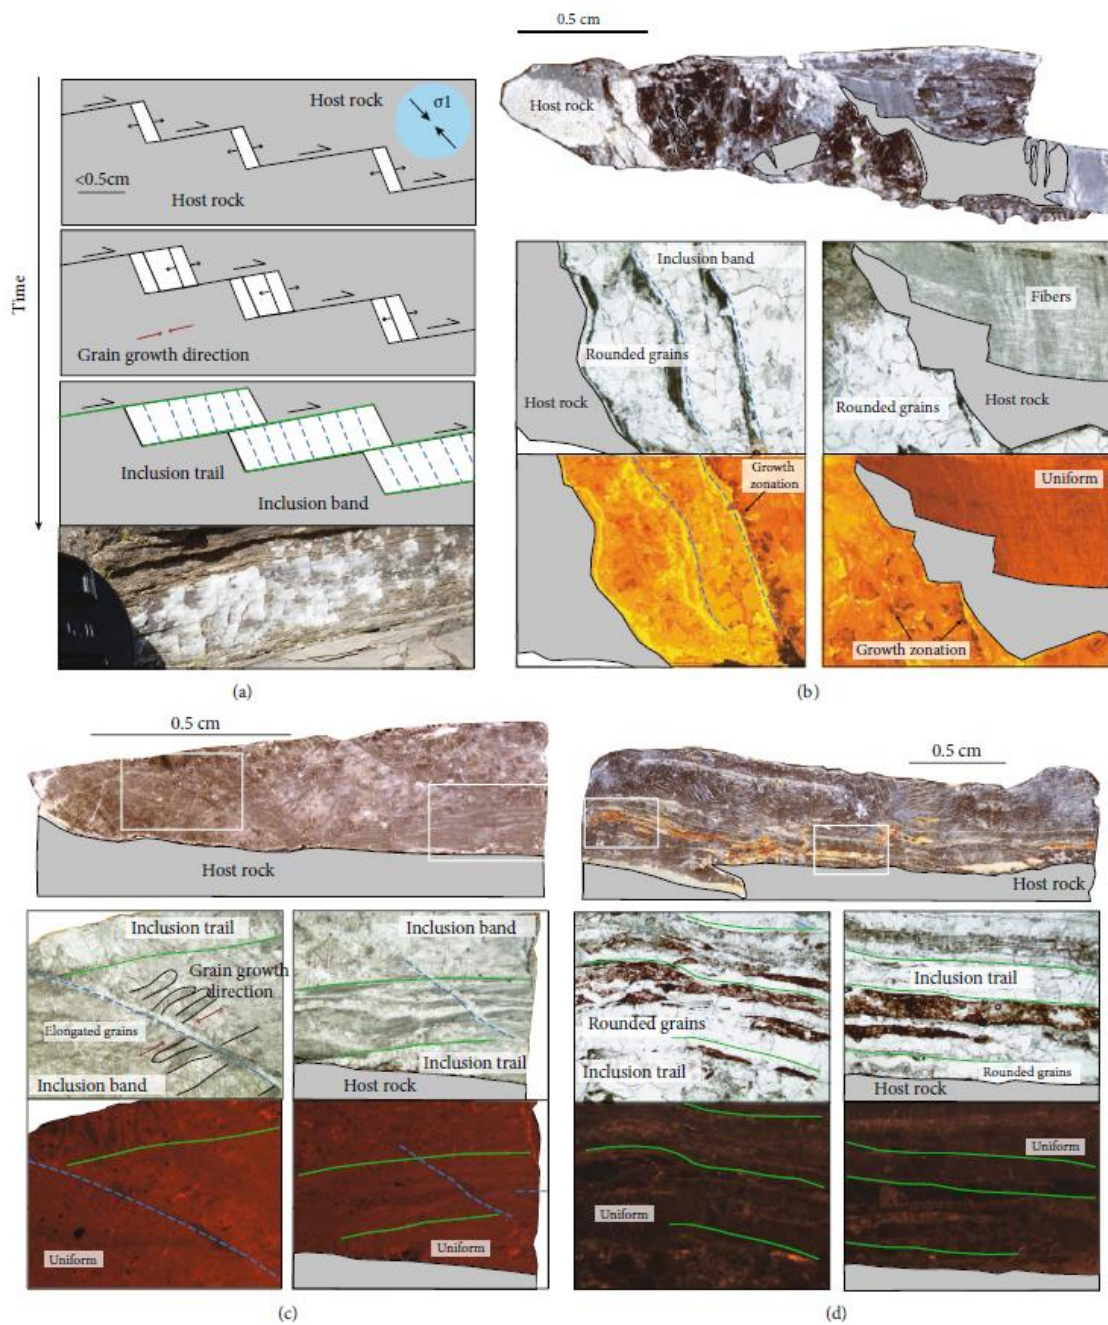 0.5 cm
Host rock
σ1
<0.5cm
Host rock
Time
Grain growth direction
Inclusion trail
Inclusion band
(a)
Host rock
Inclusion band
Rounded grains
Host rock
Fibers
Rounded grains
Host rock
Growth
zonation
Uniform
Growth zonation
(b)
0.5 cm
Host rock
Inclusion trail
Grain growth
direction
Elongated grains
Inclusion band
Inclusion band
Inclusion trail
Host rock
Uniform
Uniform
(c)
0.5 cm
Host rock
Rounded grains
Inclusion trail
Inclusion trail
Rounded grains
Host rock
Uniform
Uniform
(d)